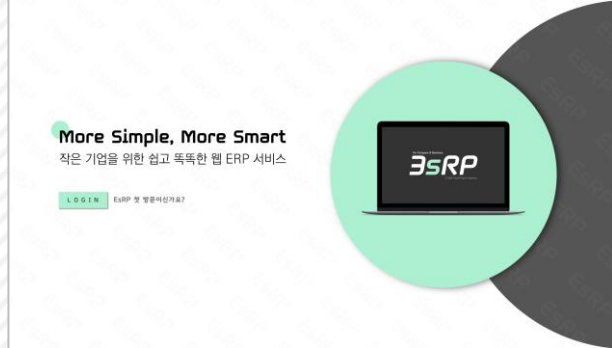 More Simple, More Smart
작은 기업을 위한 쉽고 똑똑한 웹 ERP 서비스
LOGIN
EsRP 첫 방문이신가요?
3sRP